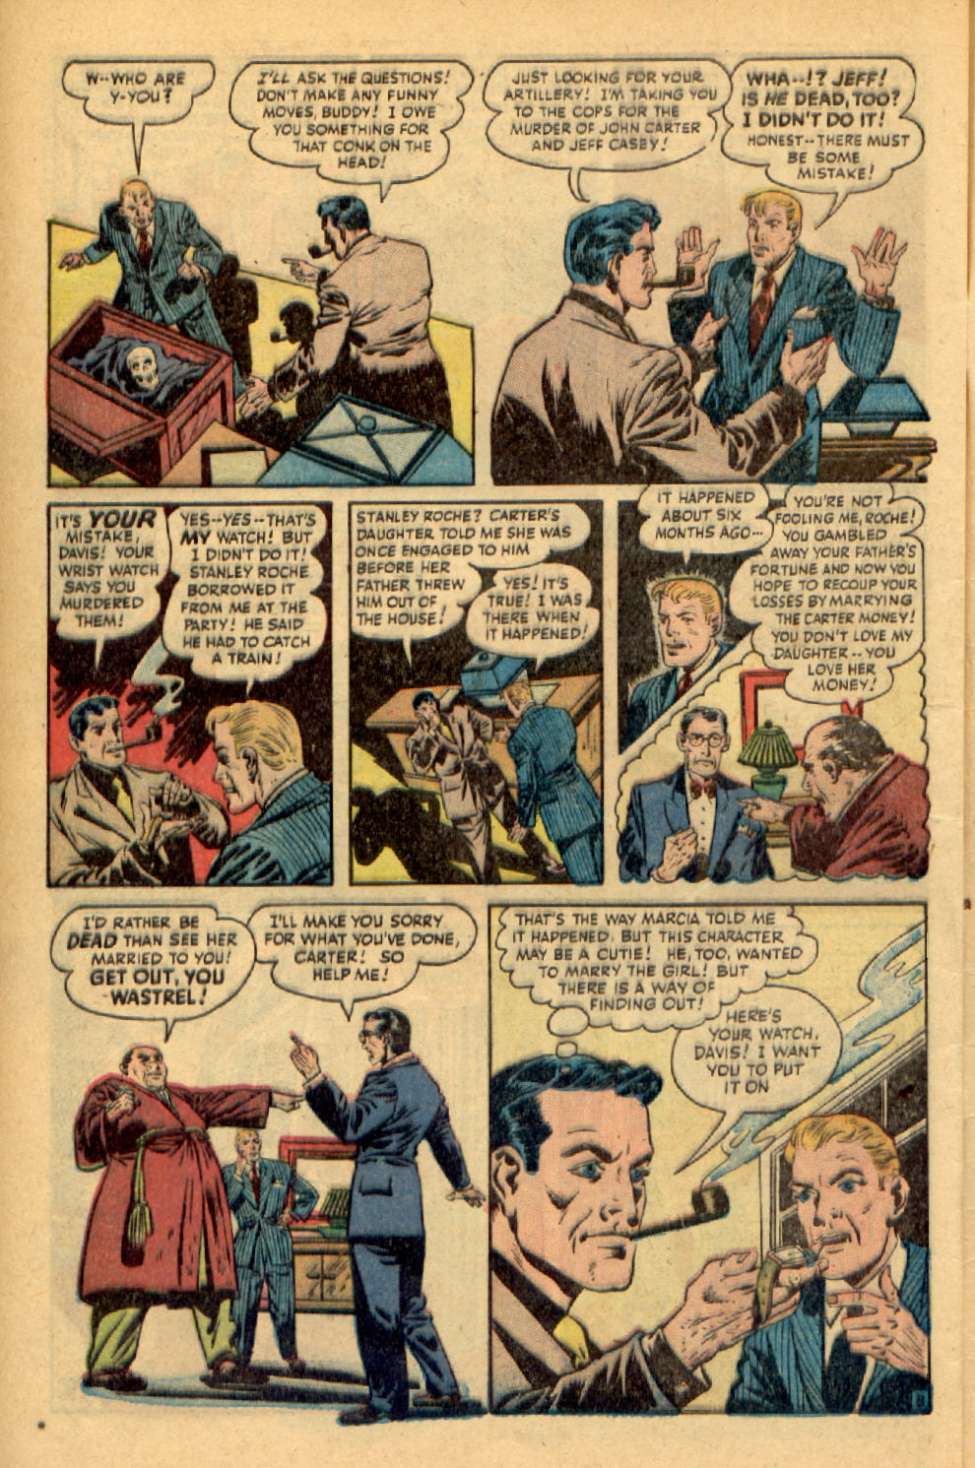 W--WHO ARE
Y-YOU?
I'LL ASK THE QUESTIONS!
DON'T MAKE ANY FUNNY
MOVES, BUDDY! I OWE
YOU SOMETHING FOR
THAT CONK ON THE
HEAD!
JUST LOOKING FOR YOUR
ARTILLERY! I'M TAKING YOU
TO THE COPS FOR THE
MURDER OF JOHN CARTER
AND JEFF CASBY!
WHA--!? JEFF!
IS HE DEAD, TOO?
I DIDN'T DO IT!
HONEST--THERE MUST
BE SOME
MISTAKE!
IT'S YOUR
MISTAKE,
DAVIS! YOUR
WRIST WATCH
SAYS YOU
MURDERED
THEM!
YES--YES--THAT'S
MY WATCH! BUT
I DIDN'T DO IT!
STANLEY ROCHE
BORROWED IT
FROM ME AT THE
PARTY! HE SAID
HE HAD TO CATCH
A TRAIN!
STANLEY ROCHE? CARTER'S
DAUGHTER TOLD ME SHE WAS
ONCE ENGAGED TO HIM
BEFORE HER
FATHER THREW
HIM OUT OF
THE HOUSE!
YES! IT'S
TRUE! I WAS
THERE WHEN
IT HAPPENED!
IT HAPPENED
ABOUT SIX
MONTHS AGO--
YOU'RE NOT
FOOLING ME, ROCHE!
YOU GAMBLED
AWAY YOUR FATHER'S
FORTUNE AND NOW YOU
HOPE TO RECOUP YOUR
LOSSES BY MARRYING
THE CARTER MONEY!
YOU DON'T LOVE MY
DAUGHTER--YOU
LOVE HER
MONEY!
I'D RATHER BE
DEAD THAN SEE HER
MARRIED TO YOU!
GET OUT, YOU
WASTREL!
I'LL MAKE YOU SORRY
FOR WHAT YOU'VE DONE,
CARTER! SO
HELP ME!
THAT'S THE WAY MARCIA TOLD ME
IT HAPPENED. BUT THIS CHARACTER
MAY BE A CUTIE! HE, TOO, WANTED
TO MARRY THE GIRL! BUT
THERE IS A WAY OF
FINDING OUT!
HERE'S
YOUR WATCH,
DAVIS! I WANT
YOU TO PUT
IT ON